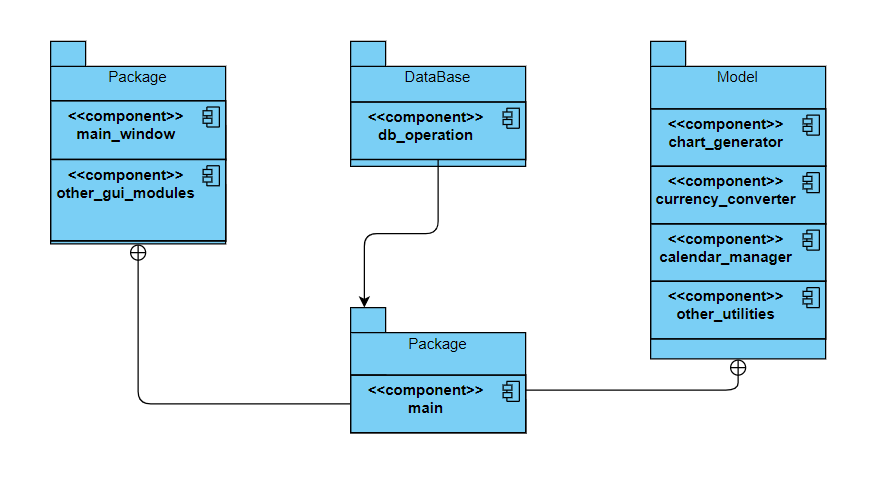 Package
<<component>>
main_window
<<component>>
other_gui_modules
DataBase
<<component>>
db_operation
Model
<<component>>
chart_generator
<<component>>
currency_converter
<<component>>
calendar_manager
<<component>>
other_utilities
Package
<<component>>
main